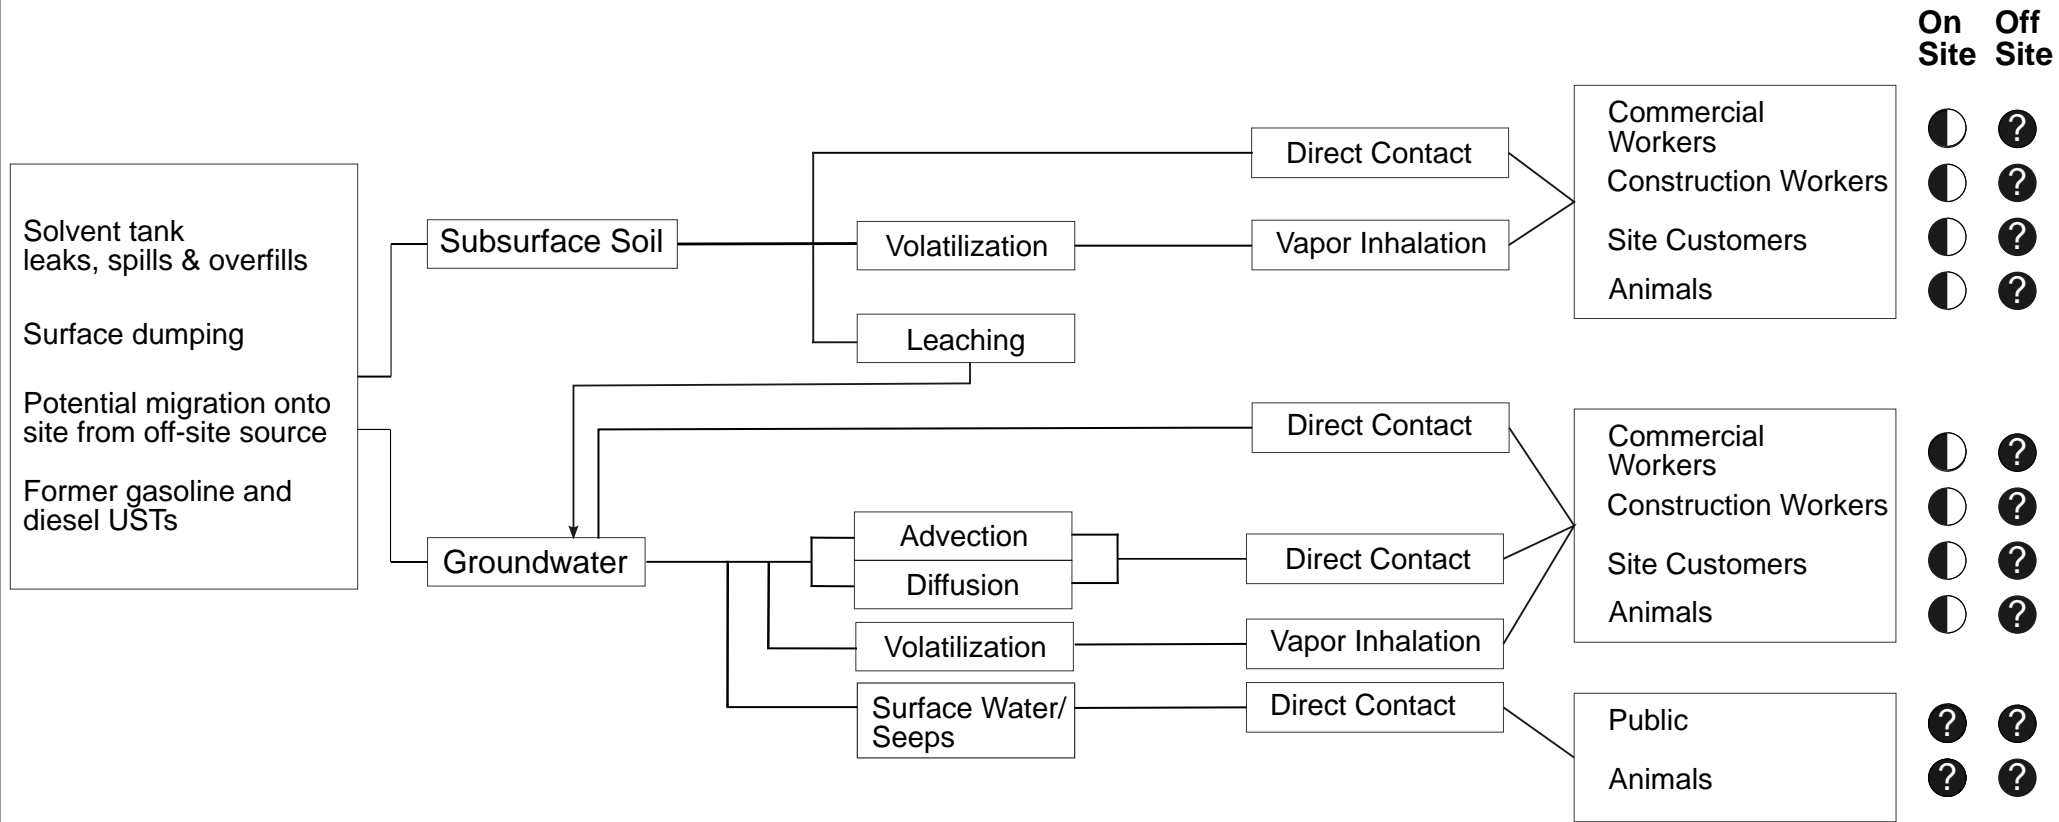 On Off
Site Site
Solvent tank
leaks, spills & overfills
Surface dumping
Potential migration onto
site from off-site source
Former gasoline and
diesel USTs
Subsurface Soil
Groundwater
Volatilization
Leaching
Advection
Diffusion
Volatilization
Surface Water/
Seeps
Direct Contact
Vapor Inhalation
Direct Contact
Direct Contact
Vapor Inhalation
Direct Contact
Commercial
Workers
?
Construction Workers
?
Site Customers
?
Animals
?
Commercial
Workers
?
Construction Workers
?
Site Customers
?
Animals
?
Public
? ?
Animals
? ?